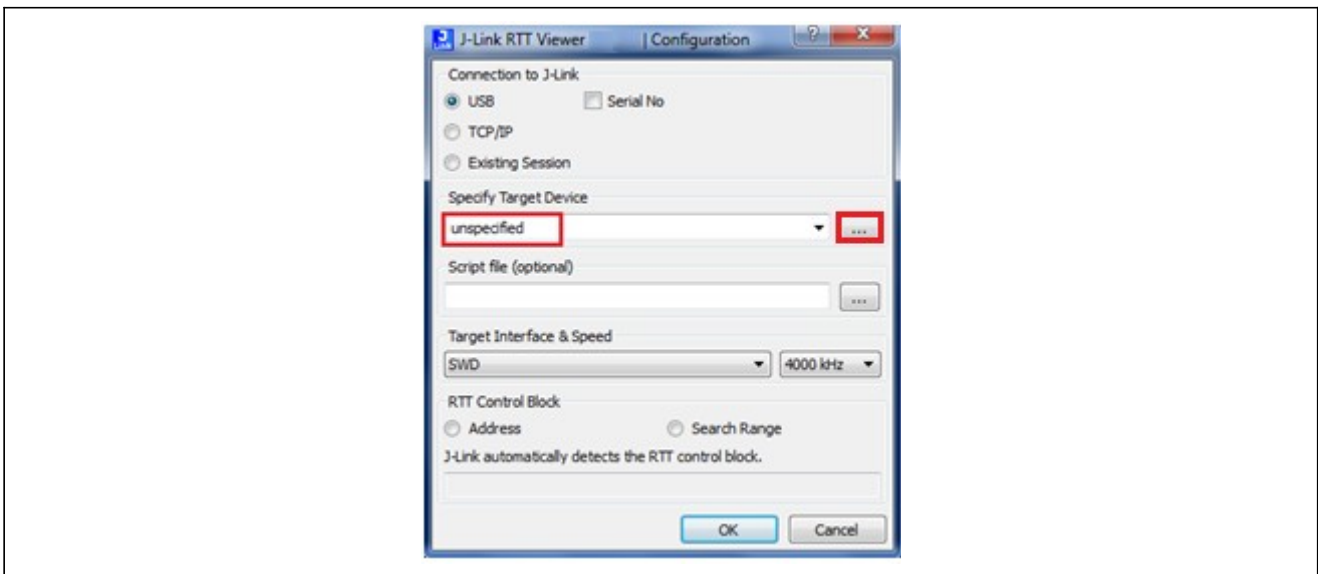 J-Link RTT Viewer | Configuration
Connection to J-Link
USB Serial No
TCP/IP
Existing Session
Specify Target Device
unspecified ...
Script file (optional)
...
Target Interface & Speed
SWD 4000 kHz
RTT Control Block
Address Search Range
J-Link automatically detects the RTT control block.
OK Cancel